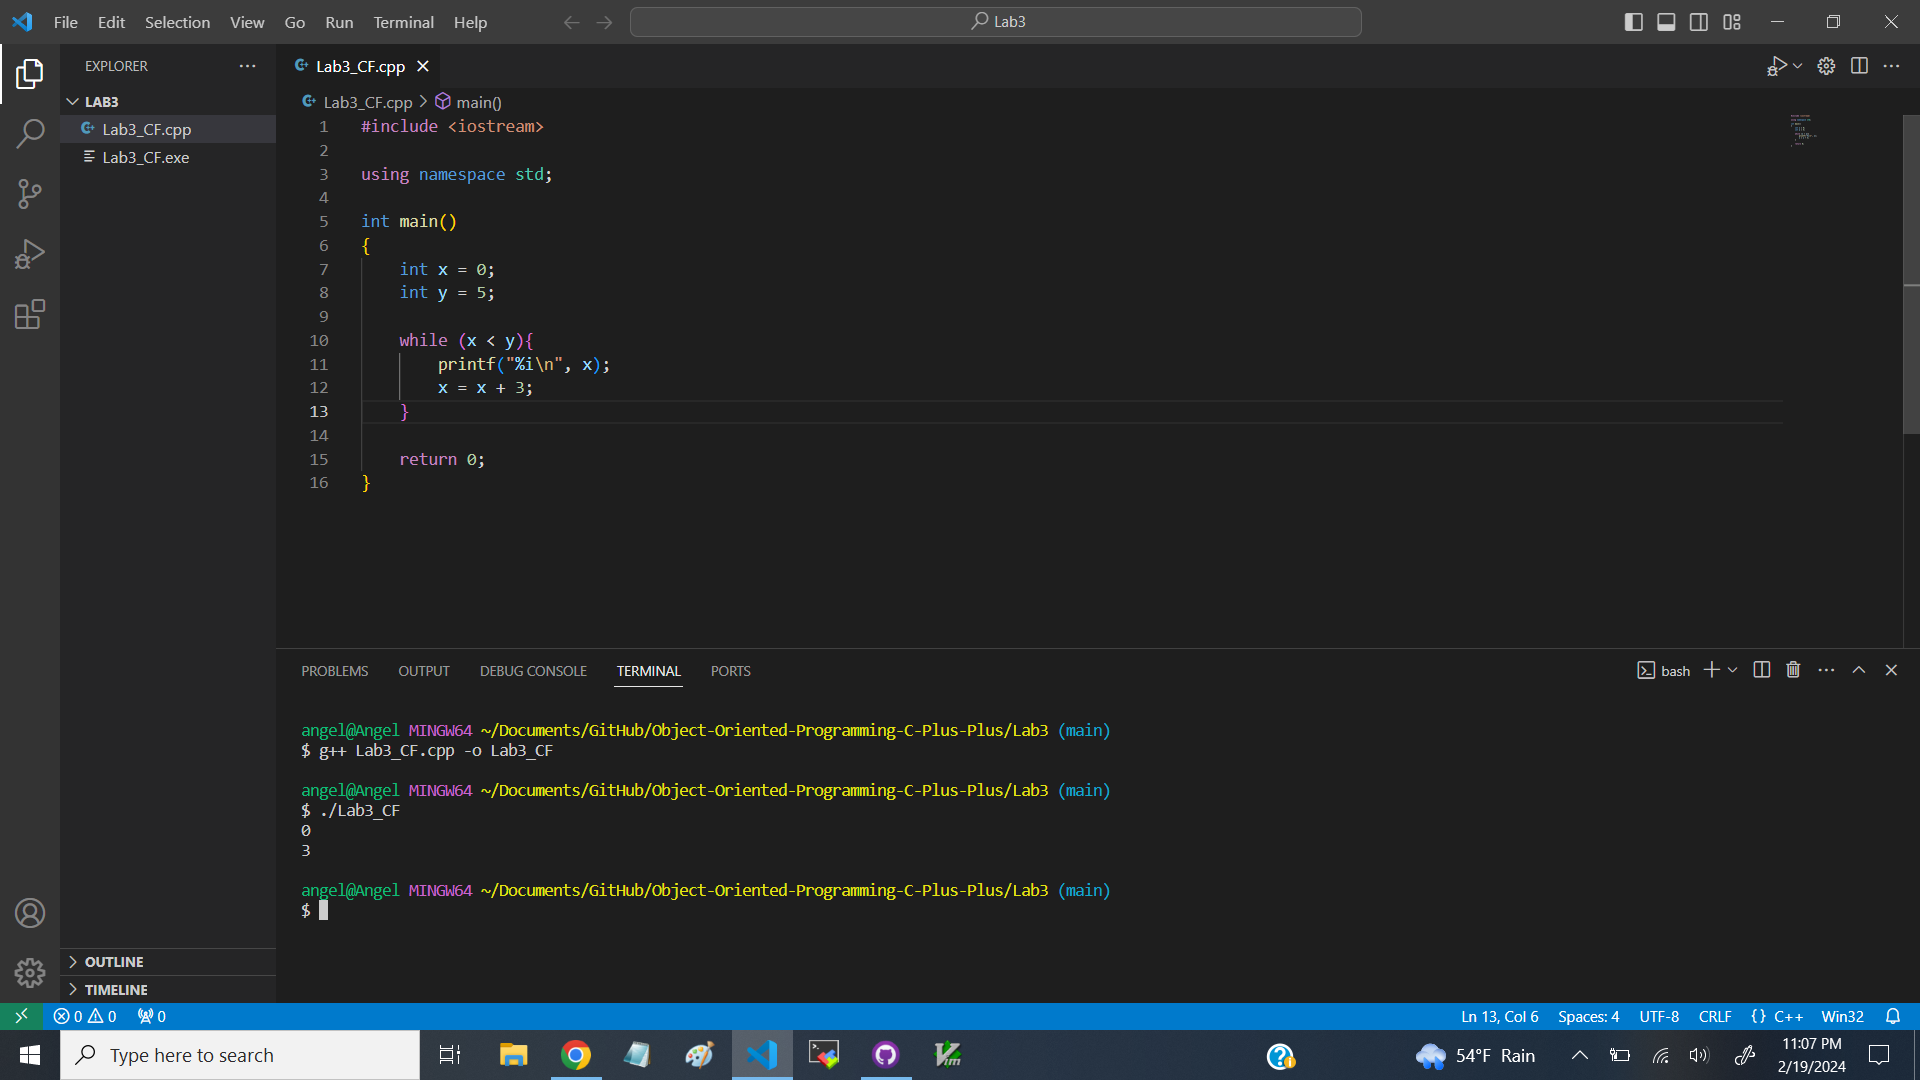 File Edit Selection View Go Run Terminal Help
Lab3
EXPLORER
LAB3
Lab3_CF.cpp
Lab3_CF.exe
OUTLINE
TIMELINE
Lab3_CF.cpp
Lab3_CF.cpp > main()
1 #include <iostream>
2
3 using namespace std;
4
5 int main()
6 {
7     int x = 0;
8     int y = 5;
9
10     while (x < y){
11         printf("%i\n", x);
12         x = x + 3;
13     }
14
15     return 0;
16 }
PROBLEMS OUTPUT DEBUG CONSOLE TERMINAL PORTS
bash
angel@Angel MINGW64 ~/Documents/GitHub/Object-Oriented-Programming-C-Plus-Plus/Lab3 (main)
$ g++ Lab3_CF.cpp -o Lab3_CF
angel@Angel MINGW64 ~/Documents/GitHub/Object-Oriented-Programming-C-Plus-Plus/Lab3 (main)
$ ./Lab3_CF
0
3
angel@Angel MINGW64 ~/Documents/GitHub/Object-Oriented-Programming-C-Plus-Plus/Lab3 (main)
$
0 0 0
Ln 13, Col 6 Spaces: 4 UTF-8 CRLF {} C++ Win32
Type here to search
54°F Rain
11:07 PM
2/19/2024